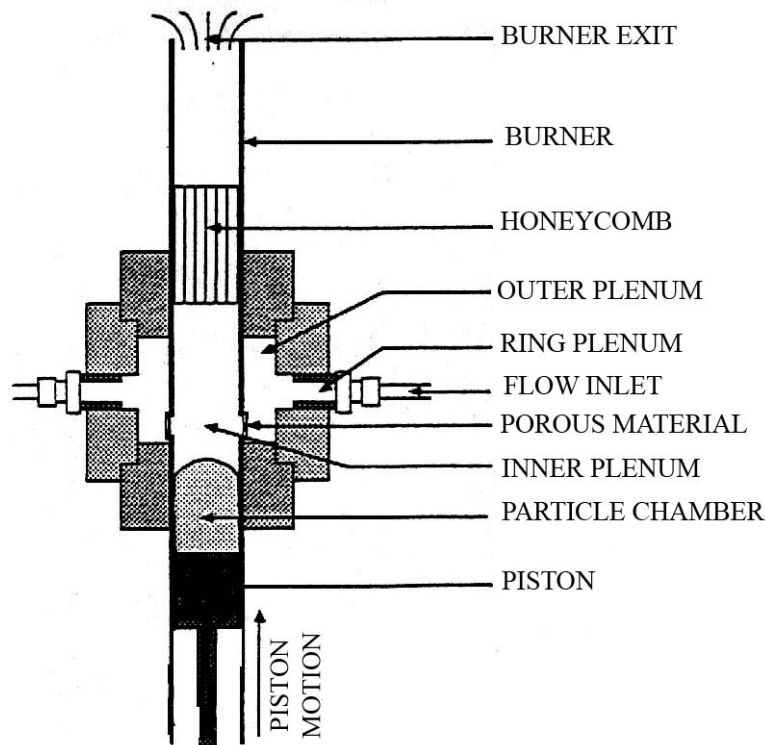 BURNER EXIT
BURNER
HONEYCOMB
OUTER PLENUM
RING PLENUM
FLOW INLET
POROUS MATERIAL
INNER PLENUM
PARTICLE CHAMBER
PISTON
PISTON
MOTION